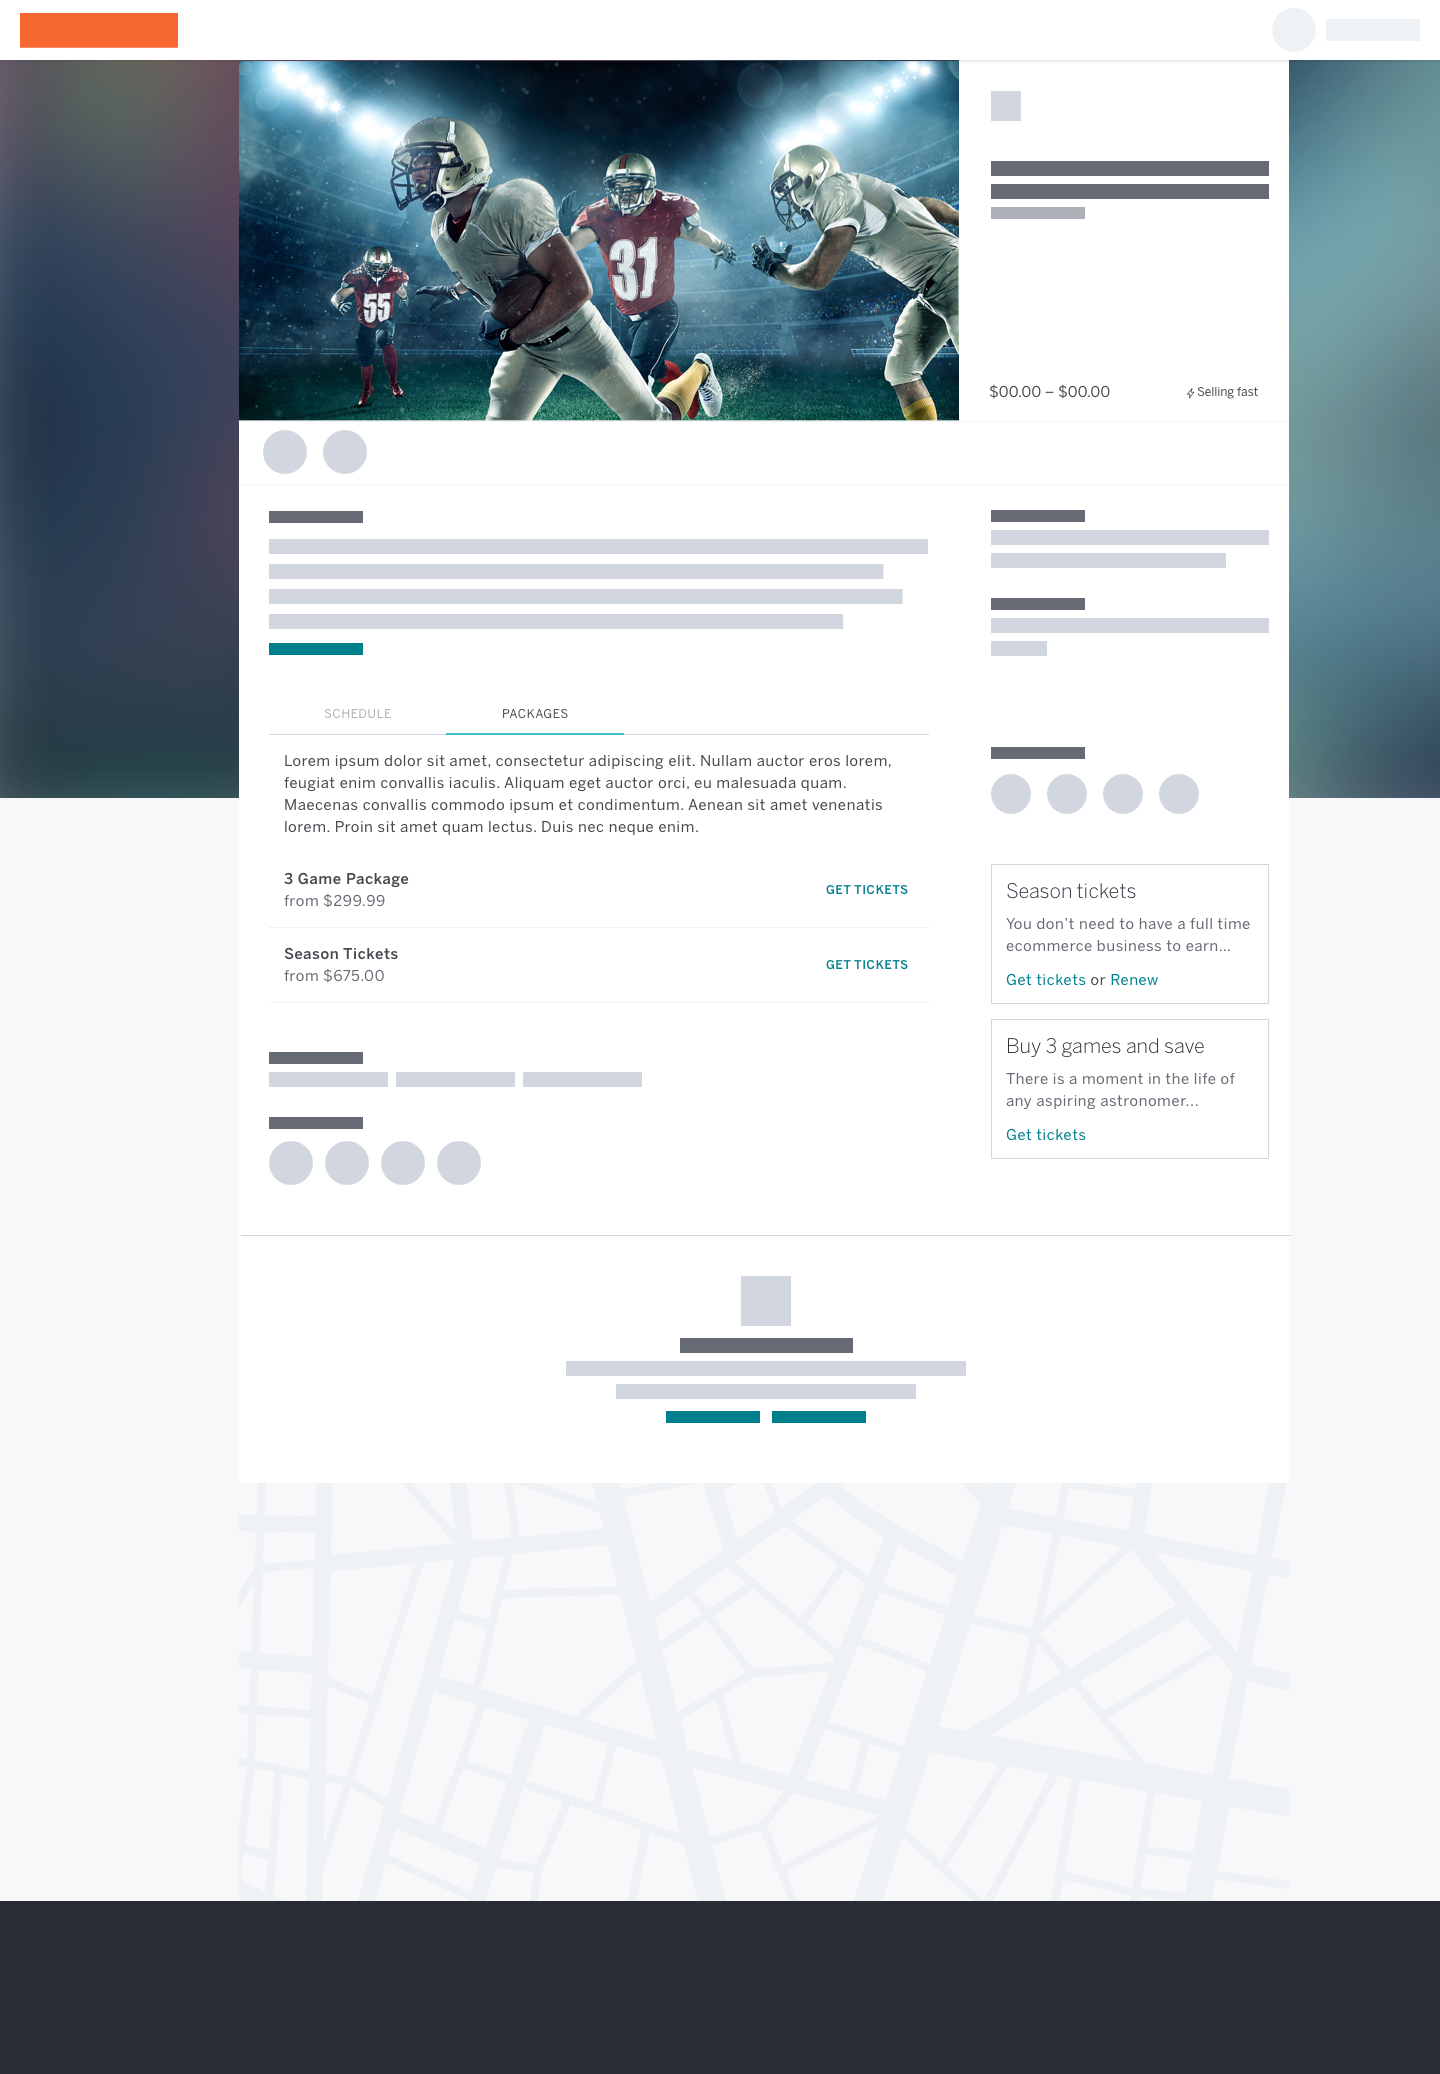 55
31
$00.00 – $00.00
Selling fast
SCHEDULE
PACKAGES
Lorem ipsum dolor sit amet, consectetur adipiscing elit. Nullam auctor eros lorem,
feugiat enim convallis iaculis. Aliquam eget auctor orci, eu malesuada quam.
Maecenas convallis commodo ipsum et condimentum. Aenean sit amet venenatis
lorem. Proin sit amet quam lectus. Duis nec neque enim.
3 Game Package
from $299.99
GET TICKETS
Season Tickets
from $675.00
GET TICKETS
Season tickets
You don't need to have a full time
ecommerce business to earn...
Get tickets or Renew
Buy 3 games and save
There is a moment in the life of
any aspiring astronomer...
Get tickets